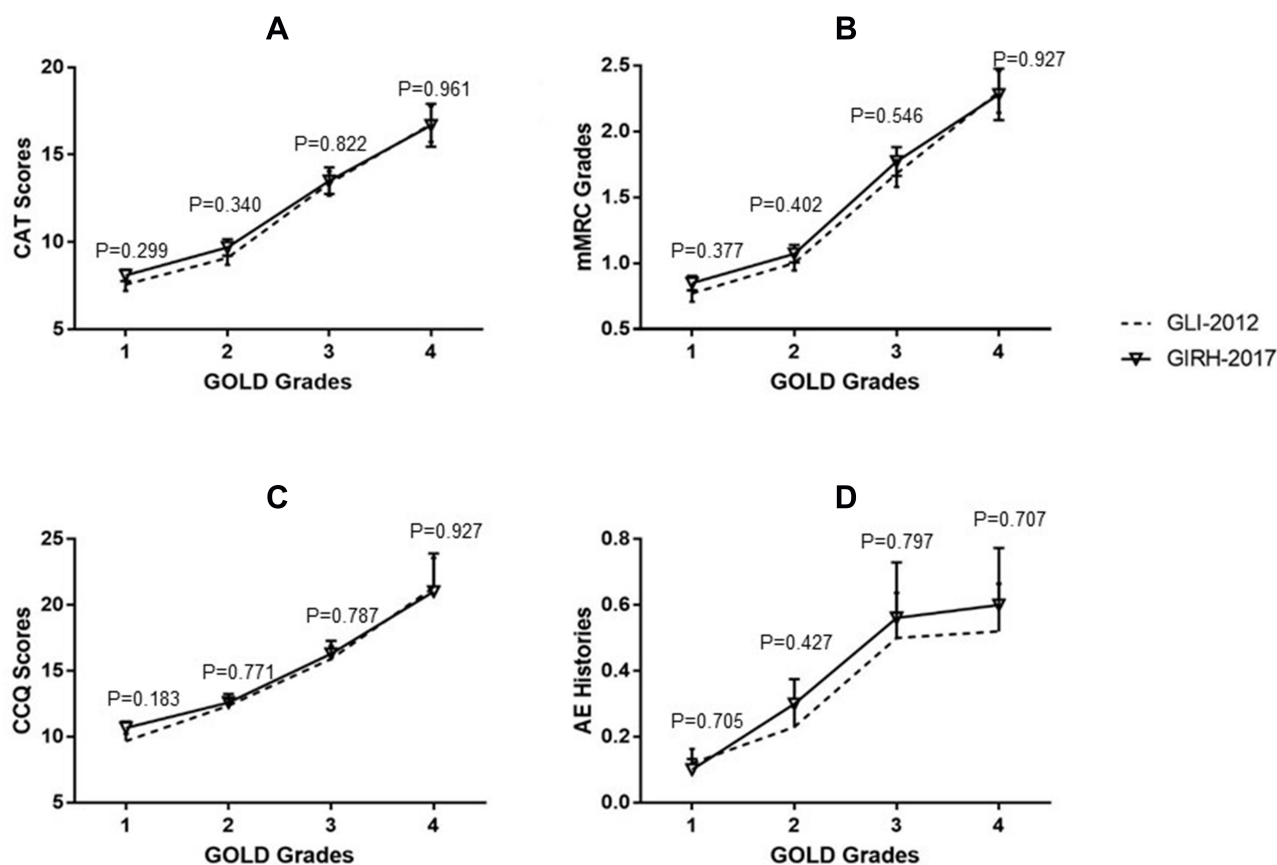 A
CAT Scores
20
15
10
5
P=0.299
P=0.340
P=0.822
P=0.961
1 2 3 4
GOLD Grades
B
mMRC Grades
2.5
2.0
1.5
1.0
0.5
P=0.377
P=0.402
P=0.546
P=0.927
1 2 3 4
GOLD Grades
GLI-2012
GIRH-2017
C
CCQ Scores
25
20
15
10
5
P=0.183
P=0.771
P=0.787
P=0.927
1 2 3 4
GOLD Grades
D
AE Histories
0.8
0.6
0.4
0.2
0.0
P=0.705
P=0.427
P=0.797
P=0.707
1 2 3 4
GOLD Grades